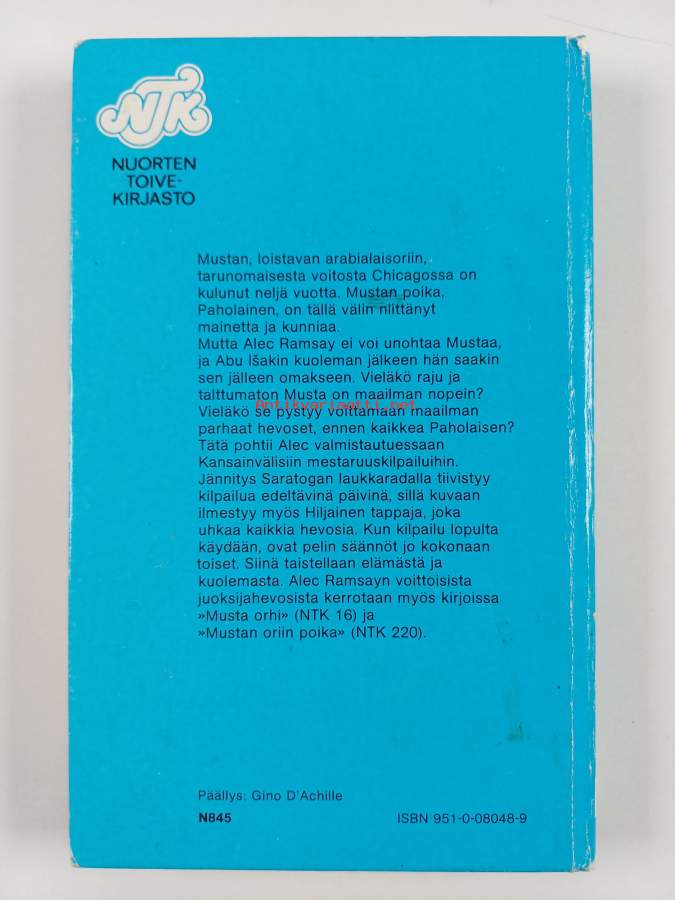 NTK
NUORTEN
TOIVE-
KIRJASTO
Mustan, loistavan arabialaisoriin,
tarunomaisesta voitosta Chicagossa on
kulunut neljä vuotta. Mustan poika,
Paholainen, on tällä välin niittänyt
mainetta ja kunniaa.
Mutta Alec Ramsay ei voi unohtaa Mustaa,
ja Abu Išakin kuoleman jälkeen hän saakin
sen jälleen omakseen. Vieläkö raju ja
talttumaton Musta on maailman nopein?
Antikvariaatti.net
Vieläkö se pystyy voittamaan maailman
parhaat hevoset, ennen kaikkea Paholaisen?
Tätä pohtii Alec valmistautuessaan
Kansainvälisiin mestaruuskilpailuihin.
Jännitys Saratogan laukkaradalla tiivistyy
kilpailua edeltävinä päivinä, sillä kuvaan
ilmestyy myös Hiljainen tappaja, joka
uhkaa kaikkia hevosia. Kun kilpailu lopulta
käydään, ovat pelin säännöt jo kokonaan
toiset. Siinä taistellaan elämästä ja
kuolemasta. Alec Ramsayn voittoisista
juoksijahevosista kerrotaan myös kirjoissa
»Musta orhi» (NTK 16) ja
»Mustan oriin poika» (NTK 220).
Päällys: Gino D'Achille
N845 ISBN 951-0-08048-9